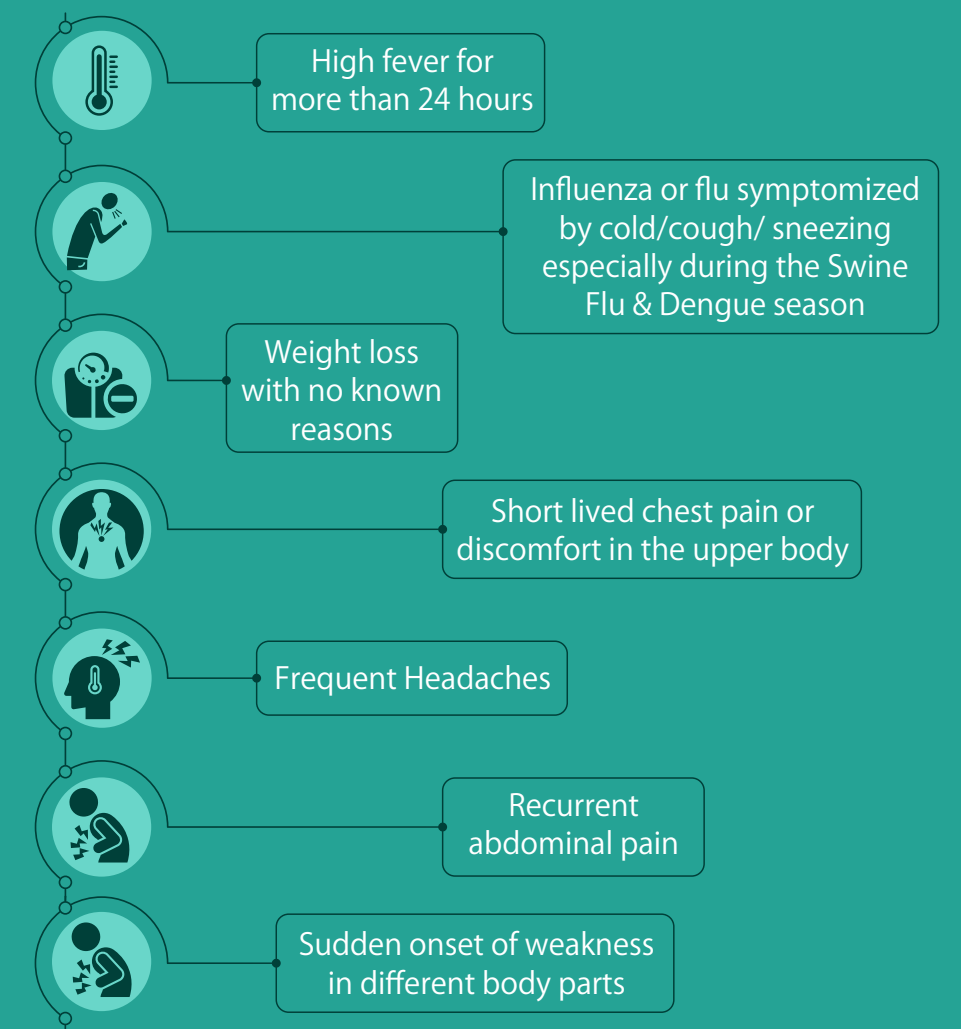 High fever for
more than 24 hours
Influenza or flu symptomized
by cold/cough/ sneezing
especially during the Swine
Flu & Dengue season
Weight loss
with no known
reasons
Short lived chest pain or
discomfort in the upper body
Frequent Headaches
Recurrent
abdominal pain
Sudden onset of weakness
in different body parts